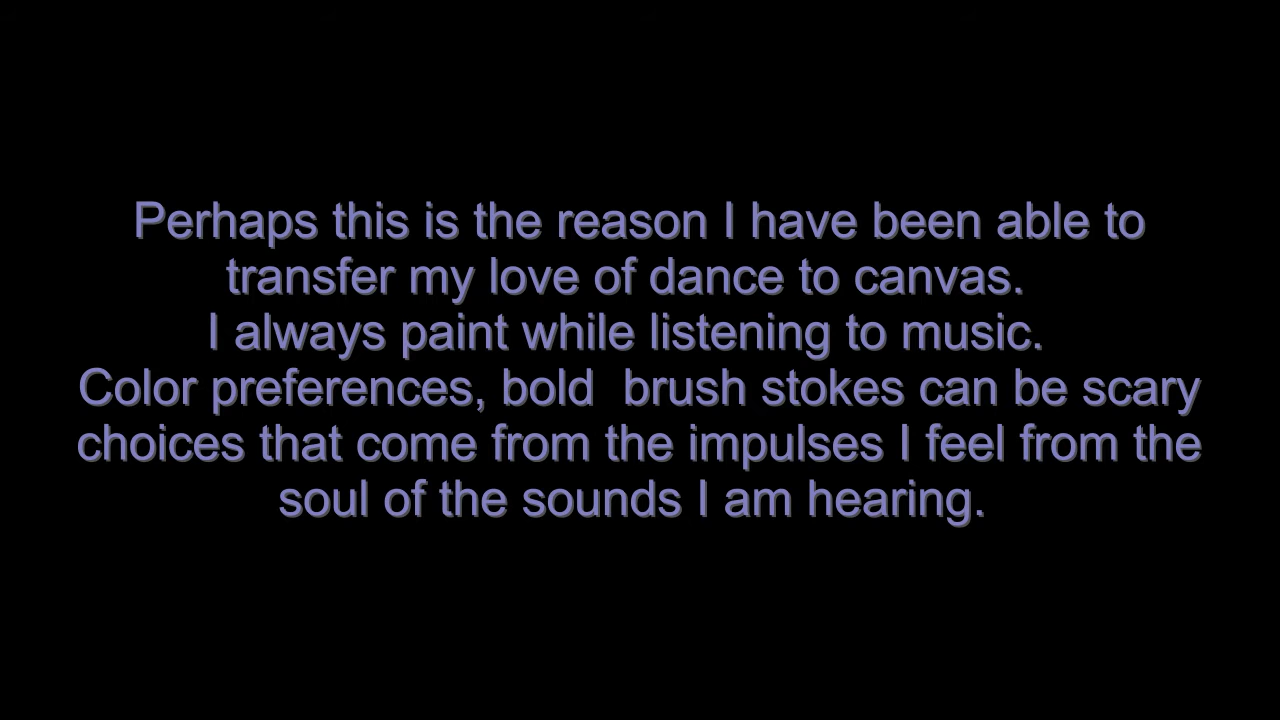 Perhaps this is the reason I have been able to
transfer my love of dance to canvas.
I always paint while listening to music.
Color preferences, bold  brush stokes can be scary
choices that come from the impulses I feel from the
soul of the sounds I am hearing.